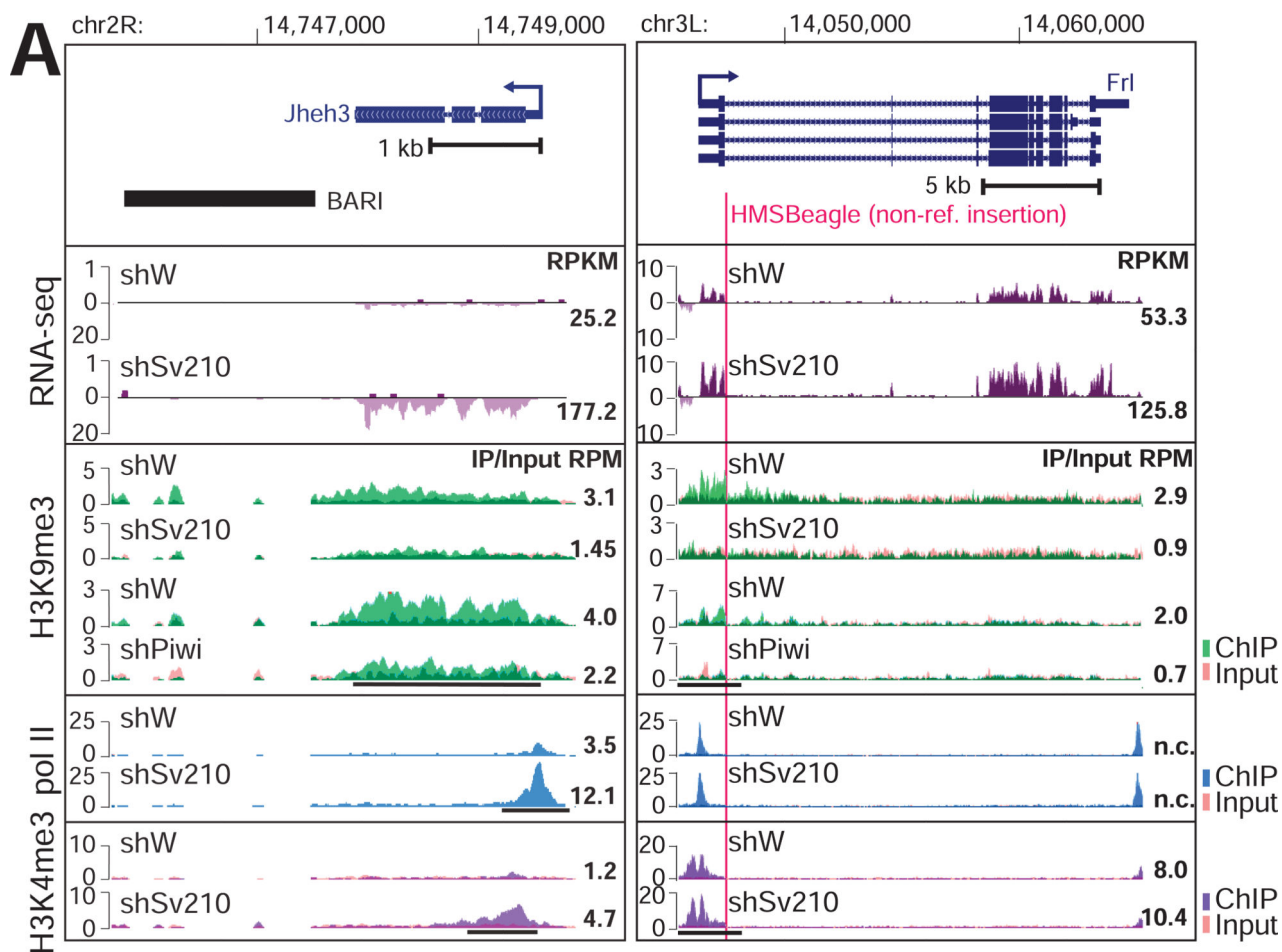 A
chr2R:
14,747,000
14,749,000
chr3L:
14,050,000
14,060,000
Jheh3
1 kb
BARI
Frl
5 kb
HMSBeagle (non-ref. insertion)
RNA-seq
1
0
20
shW
RPKM
25.2
1
0
20
shSv210
177.2
10
0
10
shW
RPKM
53.3
10
0
10
shSv210
125.8
H3K9me3
5
0
shW
IP/Input RPM
3.1
5
0
shSv210
1.45
3
0
shW
4.0
3
0
shPiwi
2.2
3
0
shW
IP/Input RPM
2.9
3
0
shSv210
0.9
7
0
shW
2.0
7
0
shPiwi
0.7
ChIP
Input
pol II
25
0
shW
3.5
25
0
shSv210
12.1
25
0
shW
n.c.
25
0
shSv210
n.c.
ChIP
Input
H3K4me3
10
0
shW
1.2
10
0
shSv210
4.7
20
0
shW
8.0
20
0
shSv210
10.4
ChIP
Input